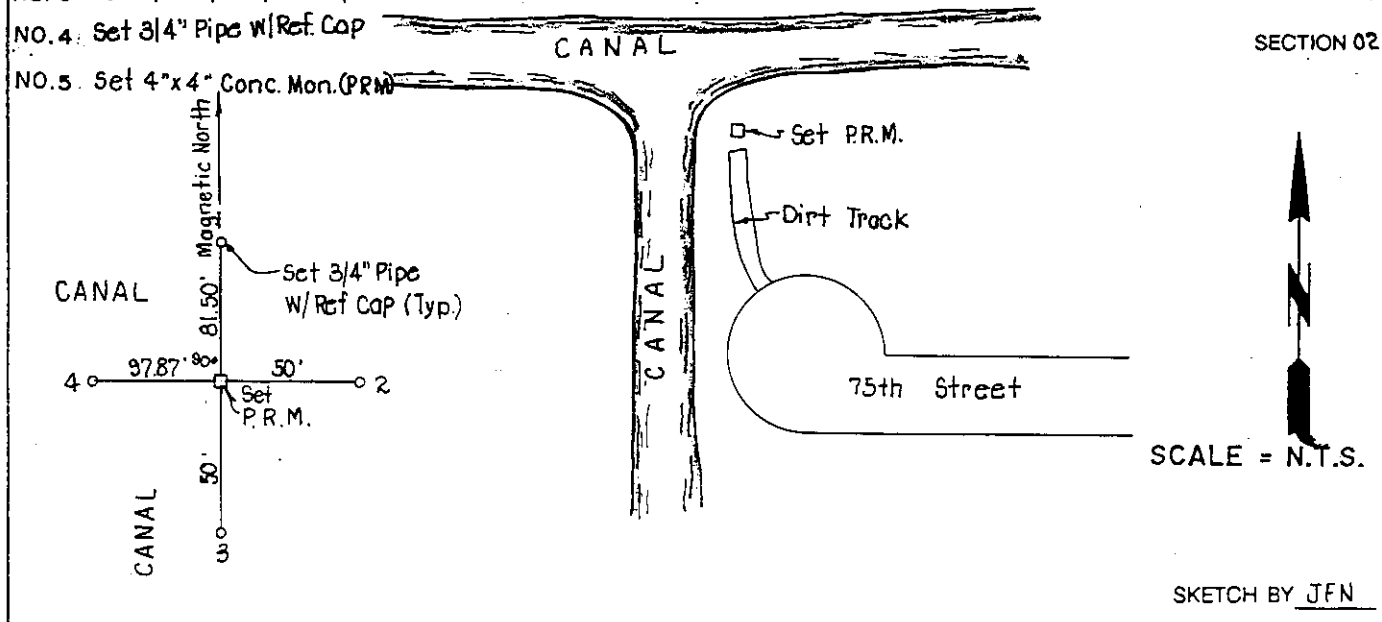 NO.4. Set 3/4" Pipe W/Ref. Cap
CANAL
SECTION 02
NO.5. Set 4"x4" Conc. Mon.(PRM)
Magnetic North
Set 3/4" Pipe
W/Ref Cap (Typ.)
CANAL
81.50'
97.87'
90°
50'
4
2
Set
P.R.M.
50'
CANAL
3
CANAL
Set P.R.M.
Dirt Track
75th Street
N
SCALE = N.T.S.
SKETCH BY JFN